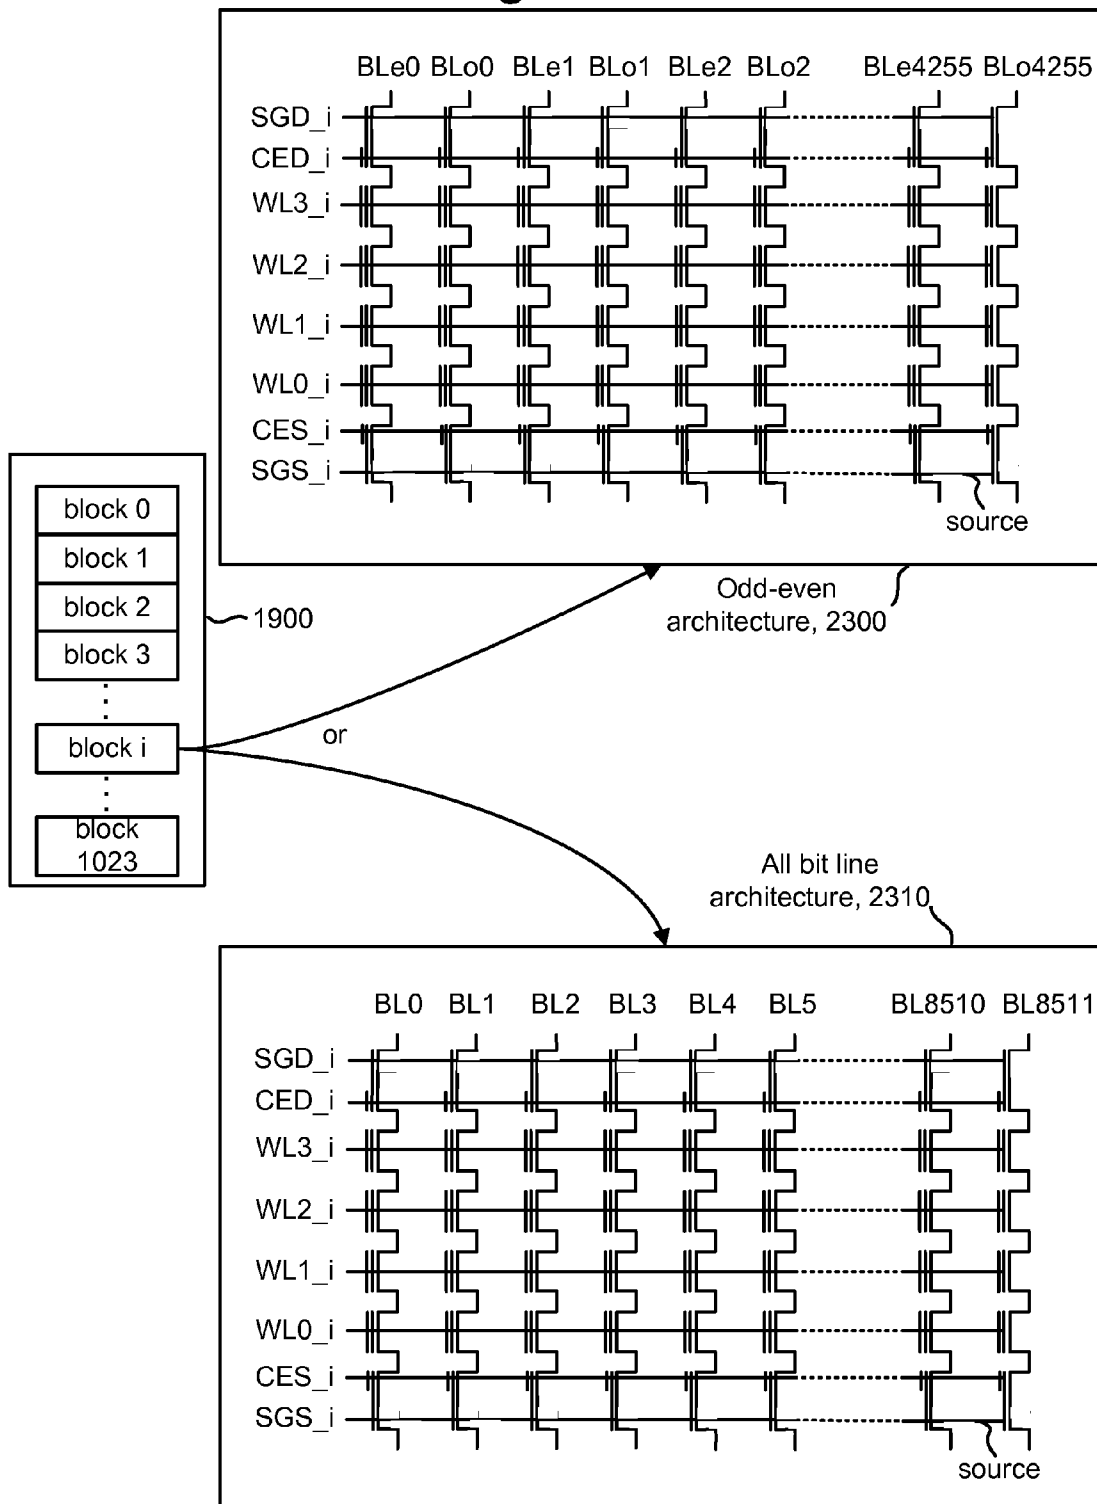 BLe0 BLo0 BLe1 BLo1 BLe2 BLo2 BLe4255 BLo4255
SGD_i
CED_i
WL3_i
WL2_i
WL1_i
WL0_i
CES_i
SGS_i
source
block 0
block 1
block 2
block 3
block i
block
1023
1900
or
Odd-even
architecture, 2300
All bit line
architecture, 2310
BL0 BL1 BL2 BL3 BL4 BL5 BL8510 BL8511
SGD_i
CED_i
WL3_i
WL2_i
WL1_i
WL0_i
CES_i
SGS_i
source